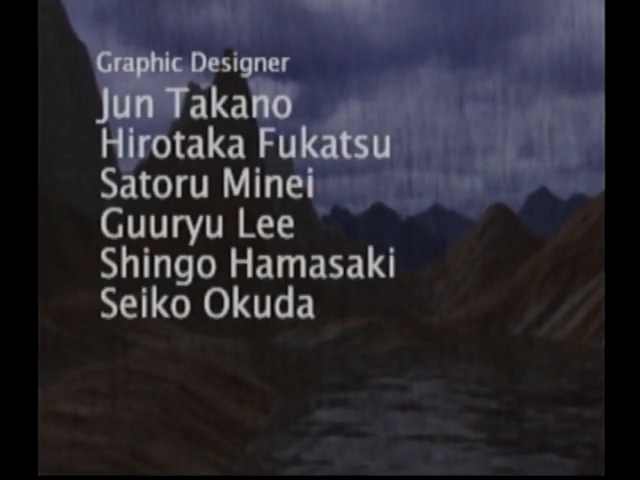 Graphic Designer
Jun Takano
Hirotaka Fukatsu
Satoru Minei
Guuryu Lee
Shingo Hamasaki
Seiko Okuda